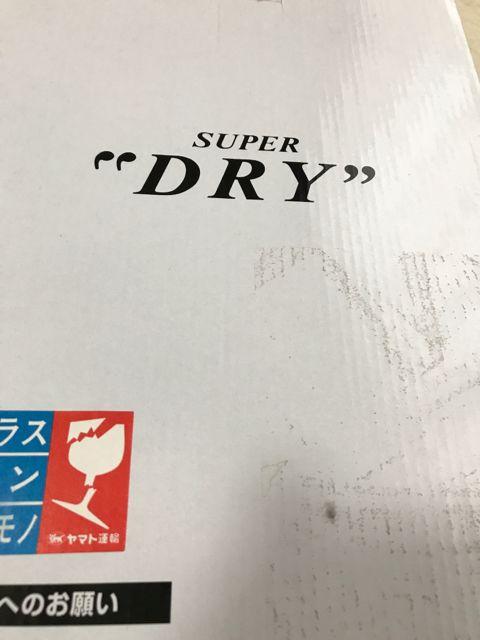 SUPER
"DRY"
ラス
ン
モノ
ヤマト運輸
へのお願い